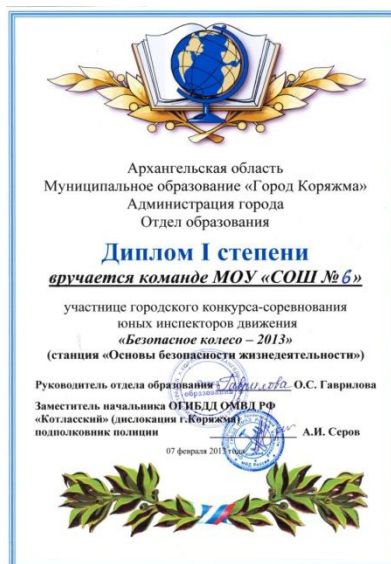 Архангельская область
Муниципальное образование «Город Коряжма»
Администрация города
Отдел образования
Диплом I степени
вручается команде МОУ «СОШ № 6»
участнице городского конкурса-соревнования
юных инспекторов движения
«Безопасное колесо – 2013»
(станция «Основы безопасности жизнедеятельности»)
Руководитель отдела образования Гаврилова О.С. Гаврилова
Заместитель начальника ОГИБДД ОМВД РФ
«Котласский» (дислокация г.Коряжма)
подполковник полиции А.И. Серов
07 февраля 2013 года